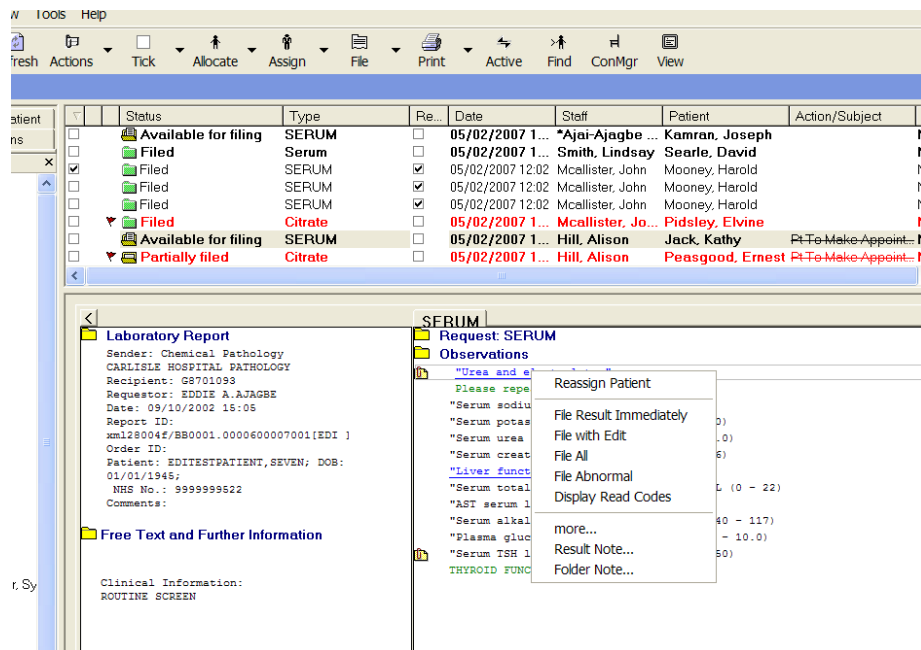 w Tools Help
fresh Actions Tick Allocate Assign File Print Active Find ConMgr View
atient
ns
Status Type Re... Date Staff Patient Action/Subject
Available for filing SERUM 05/02/2007 1... *Ajai-Ajagbe ... Kamran, Joseph
Filed Serum 05/02/2007 1... Smith, Lindsay Searle, David
Filed SERUM 05/02/2007 12:02 Mcallister, John Mooney, Harold
Filed SERUM 05/02/2007 12:02 Mcallister, John Mooney, Harold
Filed SERUM 05/02/2007 12:02 Mcallister, John Mooney, Harold
Filed Citrate 05/02/2007 1... Mcallister, Jo... Pidsley, Elvine
Available for filing SERUM 05/02/2007 1... Hill, Alison Jack, Kathy Pt To Make Appoint...
Partially filed Citrate 05/02/2007 1... Hill, Alison Peasgood, Ernest Pt To Make Appoint...
r, Sy
Laboratory Report
Sender: Chemical Pathology
CARLISLE HOSPITAL PATHOLOGY
Recipient: G8701093
Requestor: EDDIE A.AJAGBE
Date: 09/10/2002 15:05
Report ID:
xml28004f/BB0001.0000600007001[EDI ]
Order ID:
Patient: EDITESTPATIENT,SEVEN; DOB:
01/01/1945;
NHS No.: 9999999522
Comments:
Free Text and Further Information
Clinical Information:
ROUTINE SCREEN
SERUM
Request: SERUM
Observations
"Urea and
Please repe
"Serum sodiu
"Serum potas 0)
"Serum urea .0)
"Serum creat 6)
"Liver funct
"Serum total L (0 - 22)
"AST serum l
"Serum alkal 40 - 117)
"Plasma gluc - 10.0)
"Serum TSH l 50)
THYROID FUNC
Reassign Patient
File Result Immediately
File with Edit
File All
File Abnormal
Display Read Codes
more...
Result Note...
Folder Note...